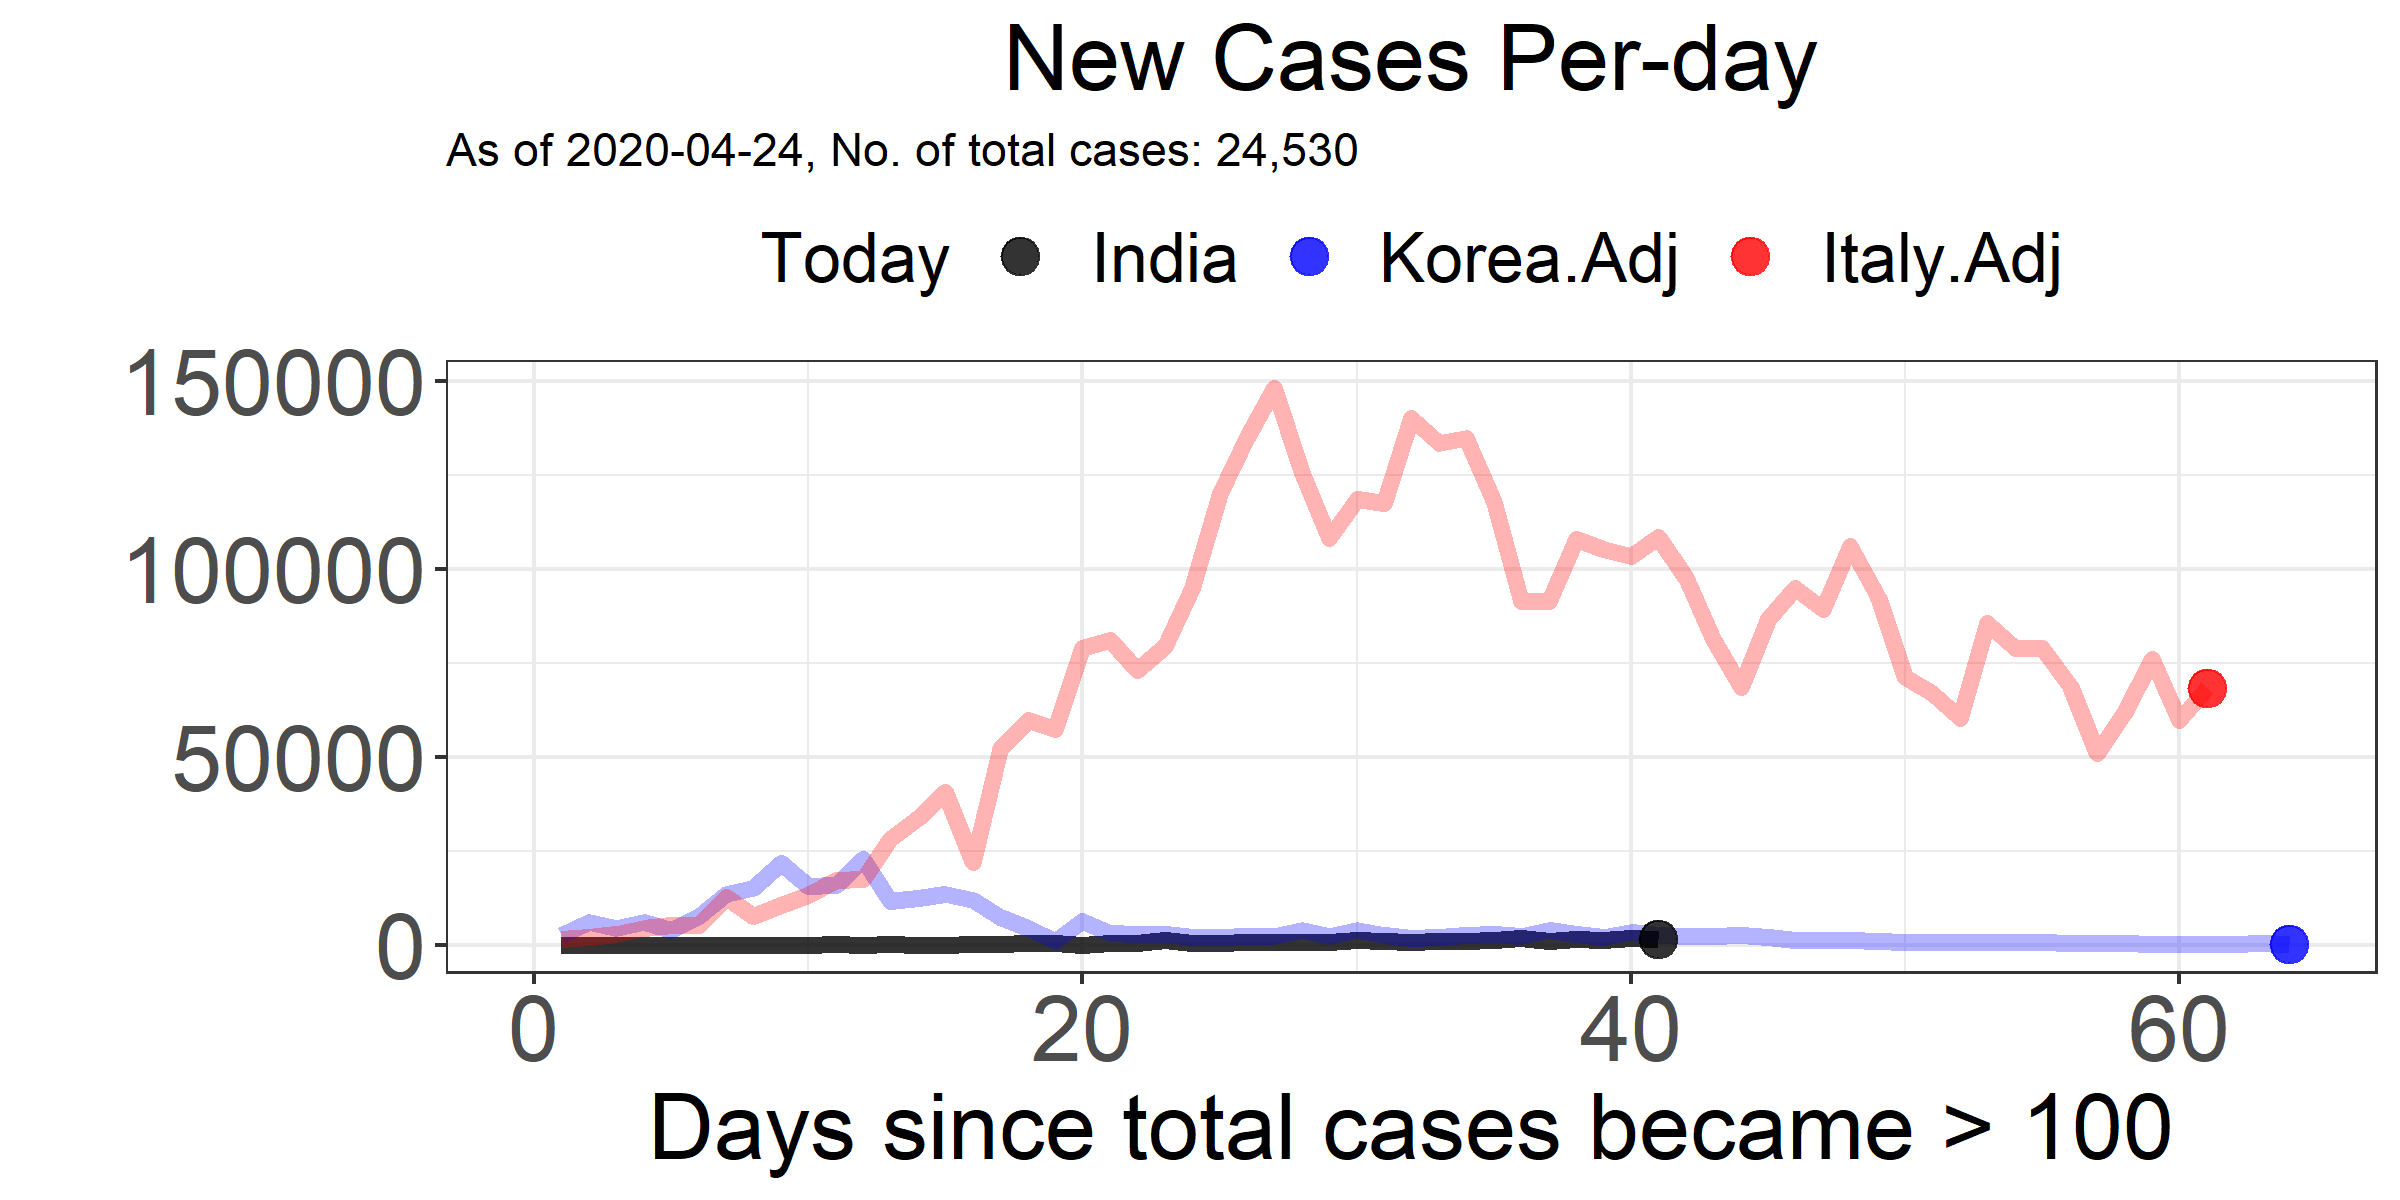 New Cases Per-day
As of 2020-04-24, No. of total cases: 24,530
Today India Korea.Adj Italy.Adj
150000
100000
50000
0
0 20 40 60
Days since total cases became > 100